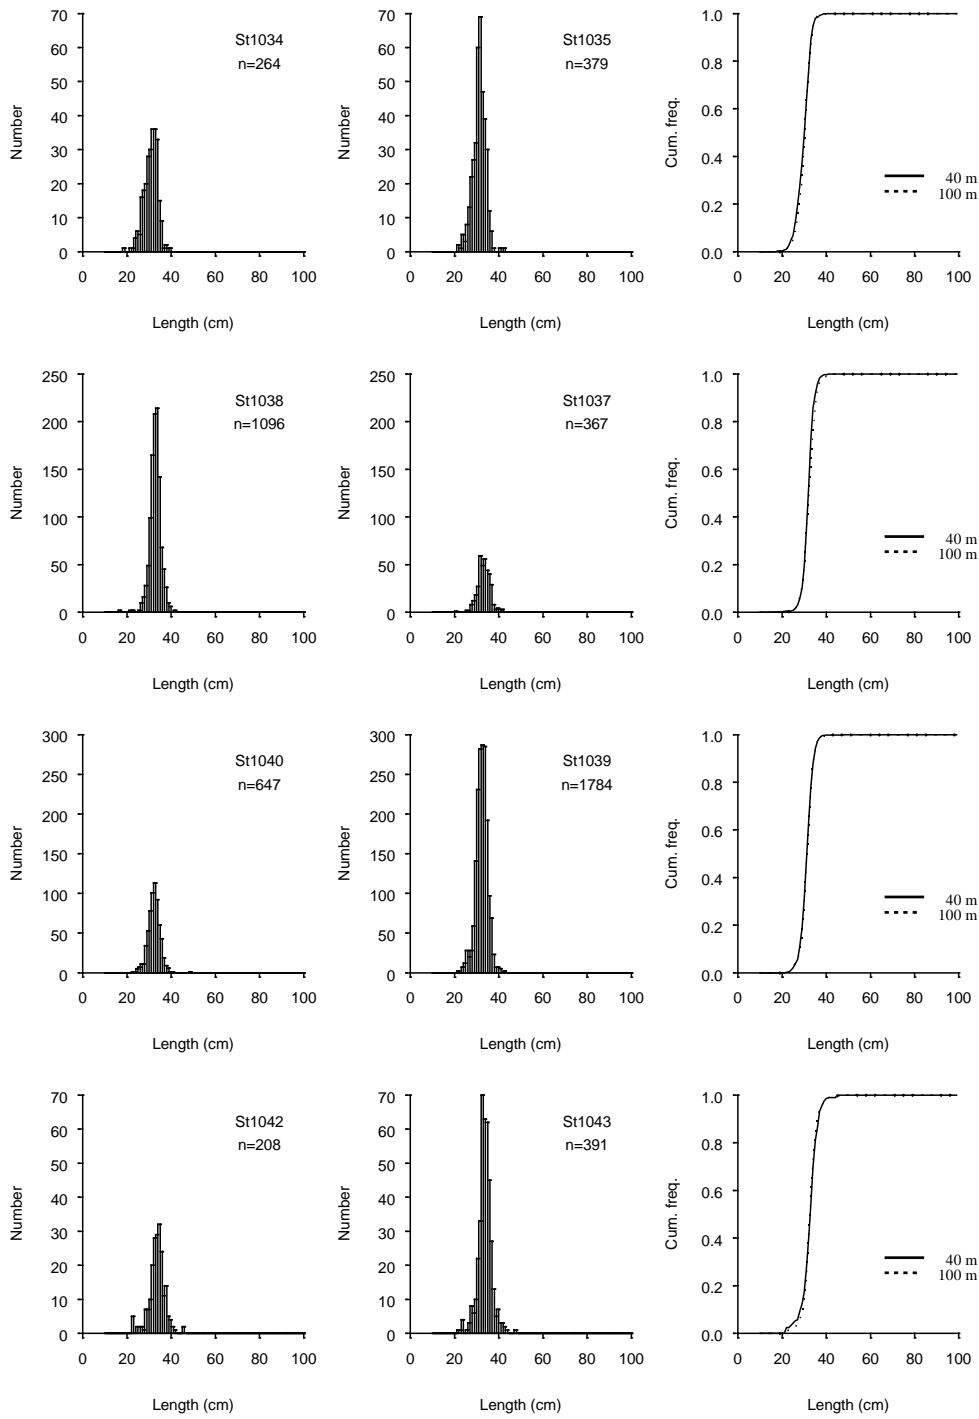 70
60
50
40
30
20
10
0
Number
St1034
n=264
0 20 40 60 80 100
Length (cm)
70
60
50
40
30
20
10
0
Number
St1035
n=379
0 20 40 60 80 100
Length (cm)
1.0
0.8
0.6
0.4
0.2
0.0
Cum. freq.
40 m
100 m
0 20 40 60 80 100
Length (cm)
250
200
150
100
50
0
Number
St1038
n=1096
0 20 40 60 80 100
Length (cm)
250
200
150
100
50
0
Number
St1037
n=367
0 20 40 60 80 100
Length (cm)
1.0
0.8
0.6
0.4
0.2
0.0
Cum. freq.
40 m
100 m
0 20 40 60 80 100
Length (cm)
300
250
200
150
100
50
0
Number
St1040
n=647
0 20 40 60 80 100
Length (cm)
300
250
200
150
100
50
0
Number
St1039
n=1784
0 20 40 60 80 100
Length (cm)
1.0
0.8
0.6
0.4
0.2
0.0
Cum. freq.
40 m
100 m
0 20 40 60 80 100
Length (cm)
70
60
50
40
30
20
10
0
Number
St1042
n=208
0 20 40 60 80 100
Length (cm)
70
60
50
40
30
20
10
0
Number
St1043
n=391
0 20 40 60 80 100
Length (cm)
1.0
0.8
0.6
0.4
0.2
0.0
Cum. freq.
40 m
100 m
0 20 40 60 80 100
Length (cm)